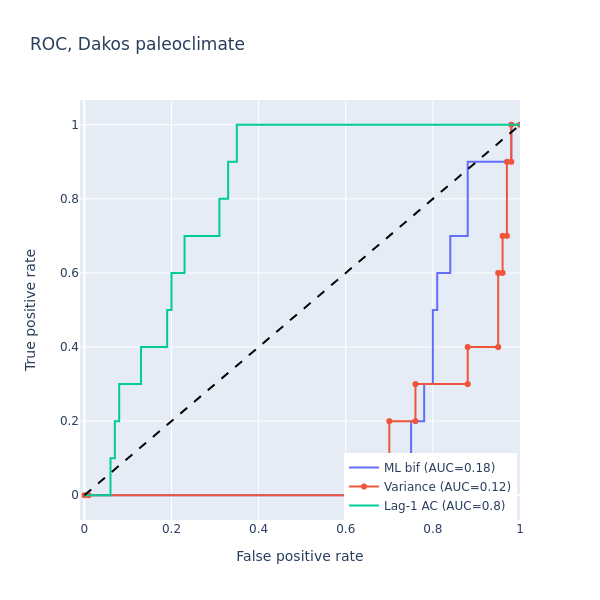 ROC, Dakos paleoclimate
True positive rate
1
0.8
0.6
0.4
0.2
0
ML bif (AUC=0.18)
Variance (AUC=0.12)
Lag-1 AC (AUC=0.8)
0 0.2 0.4 0.6 0.8 1
False positive rate